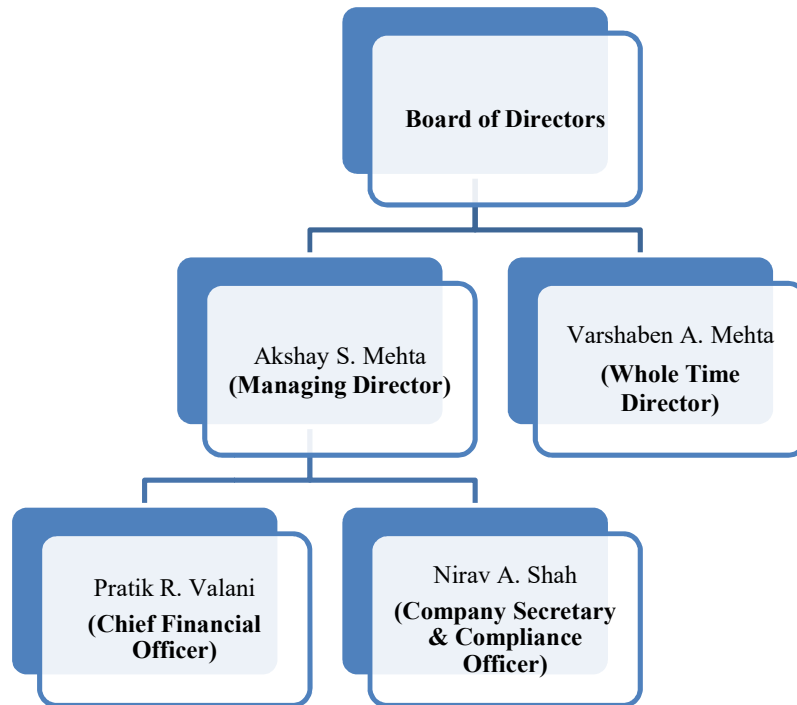 Board of Directors
Akshay S. Mehta
(Managing Director)
Varshaben A. Mehta
(Whole Time
Director)
Pratik R. Valani
(Chief Financial
Officer)
Nirav A. Shah
(Company Secretary
& Compliance
Officer)